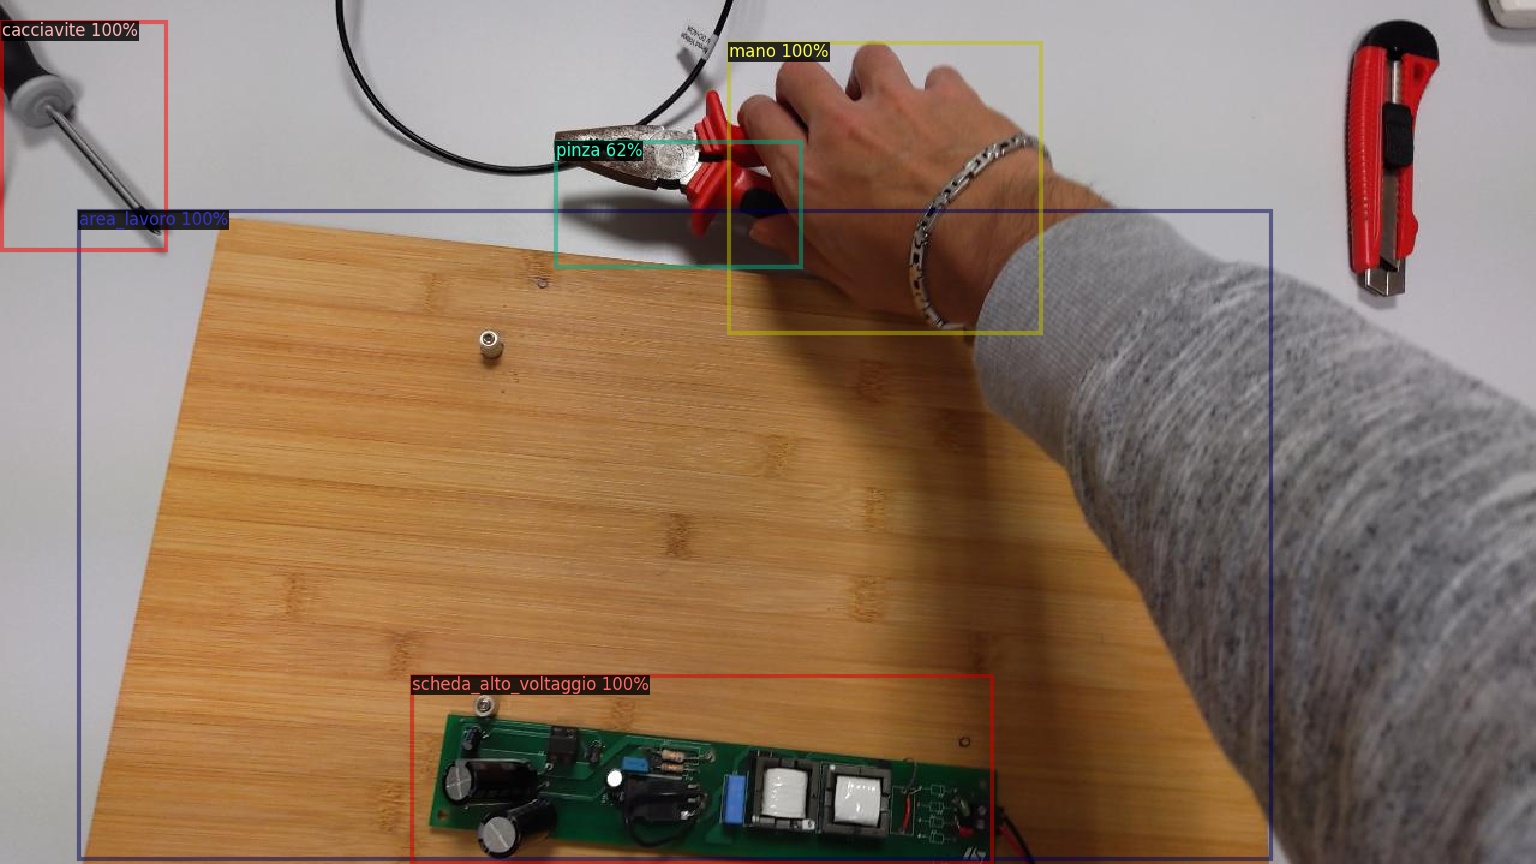 cacciavite 100%
mano 100%
pinza 62%
area_lavoro 100%
scheda_alto_voltaggio 100%